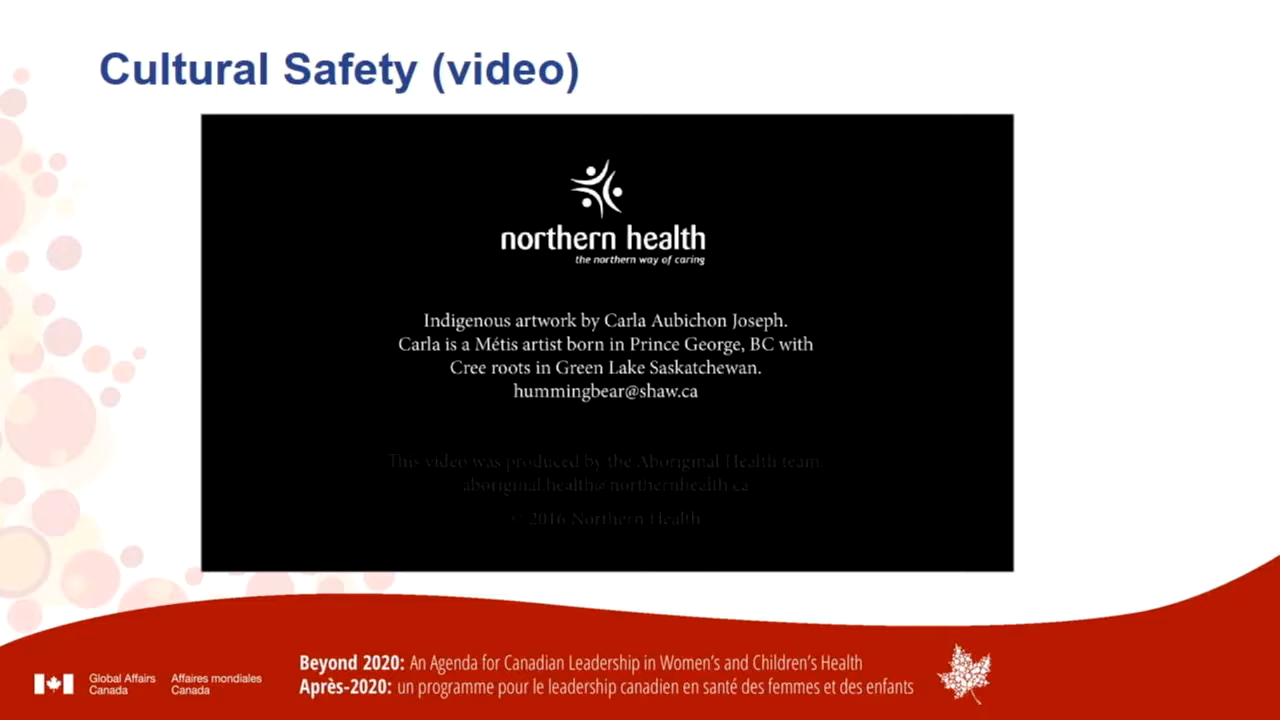 Cultural Safety (video)
northern health
the northern way of caring
Indigenous artwork by Carla Aubichon Joseph.
Carla is a Métis artist born in Prince George, BC with
Cree roots in Green Lake Saskatchewan.
hummingbear@shaw.ca
This video was produced by the Aboriginal Health team.
aboriginal.health@northernhealth.ca
© 2016 Northern Health
Global Affairs Canada
Affaires mondiales Canada
Beyond 2020: An Agenda for Canadian Leadership in Women's and Children's Health
Après-2020: un programme pour le leadership canadien en santé des femmes et des enfants